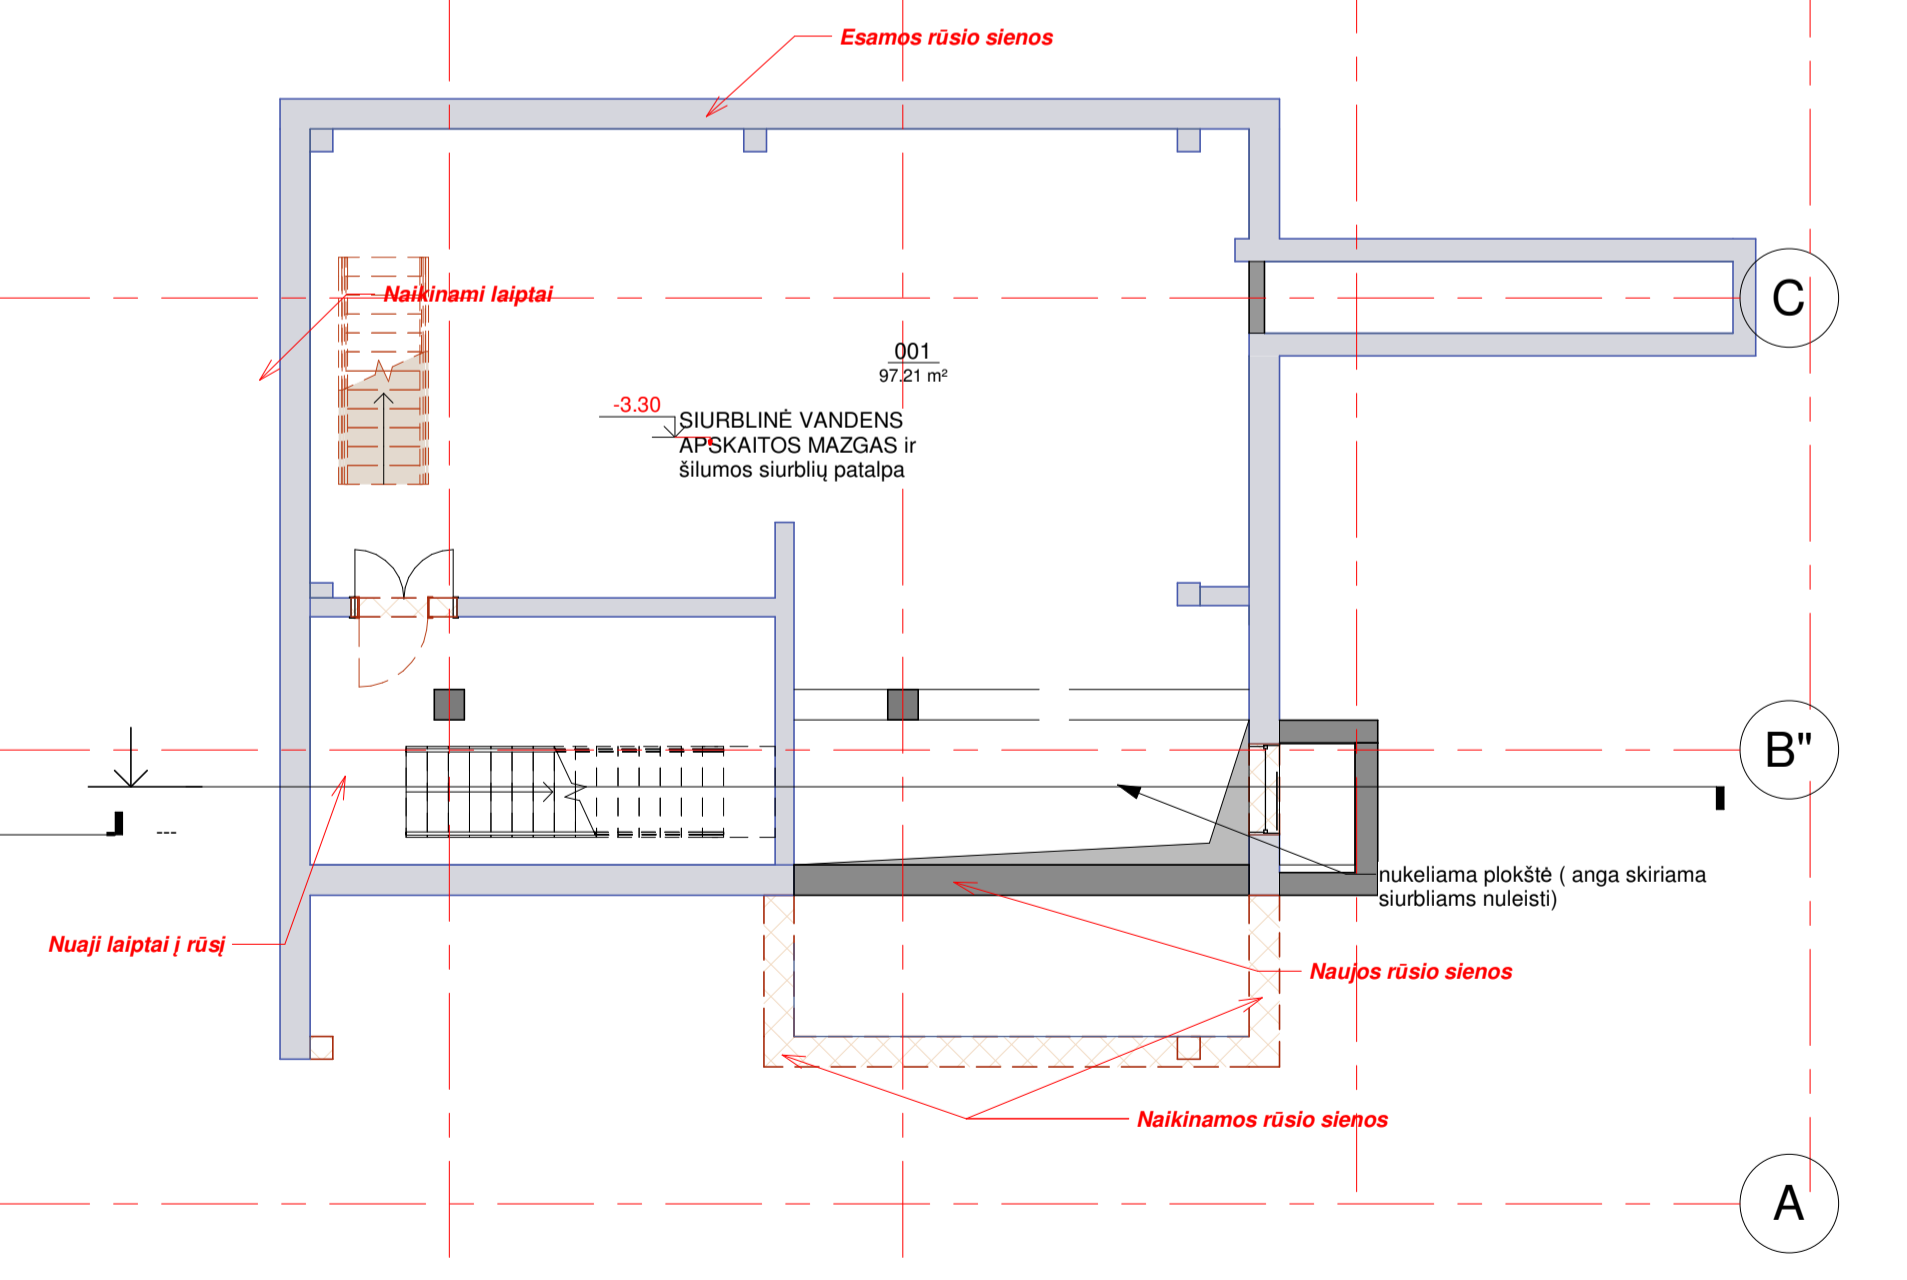 Esamos rūsio sienos
Naikinami laiptai
C
001
97.21 m²
-3.30
SIURBLINĖ VANDENS
APSKAITOS MAZGAS ir
šilumos siurblių patalpa
B"
---
nukeliama plokštė ( anga skiriama
siurbliams nuleisti)
Nuaji laiptai į rūsį
Naujos rūsio sienos
Naikinamos rūsio sienos
A